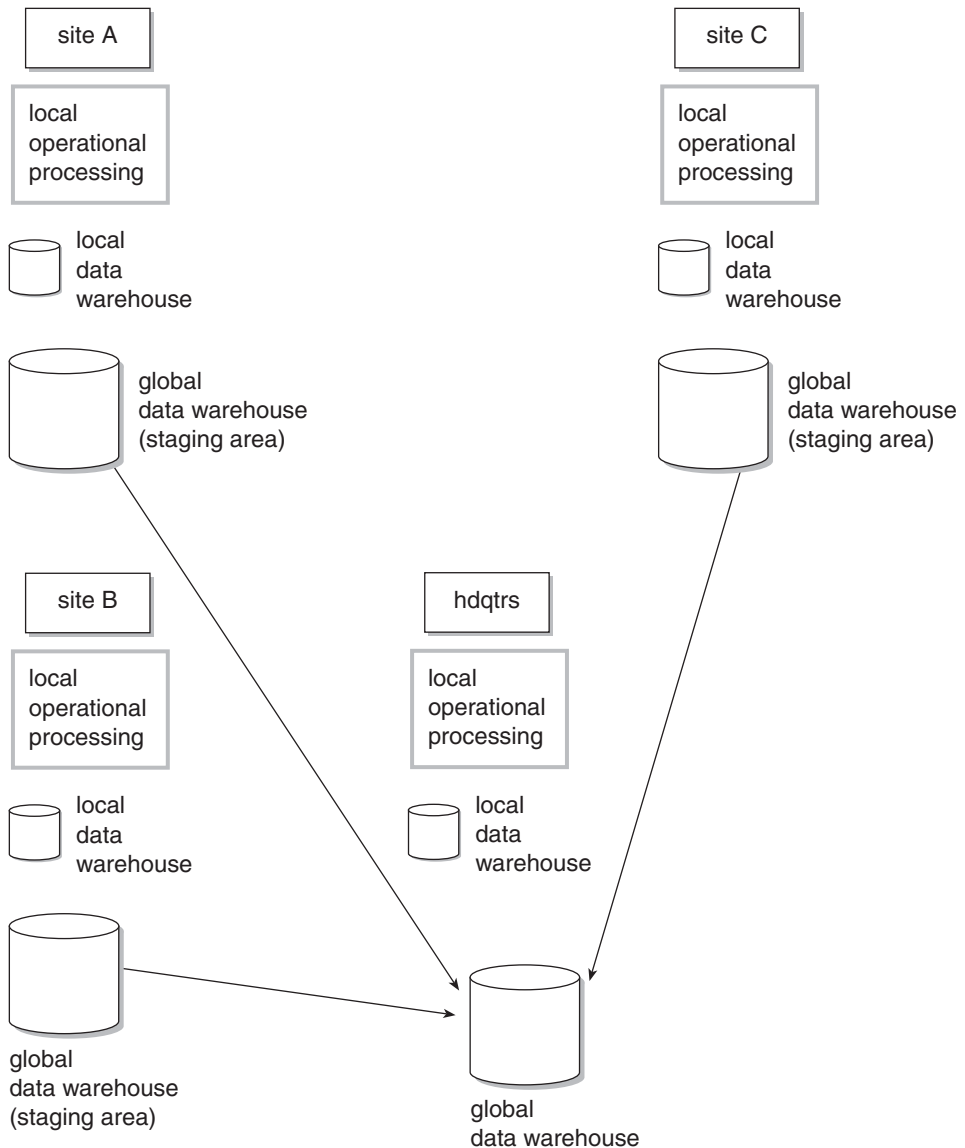 site A
local
operational
processing
local
data
warehouse
global
data warehouse
(staging area)
site C
local
operational
processing
local
data
warehouse
global
data warehouse
(staging area)
site B
local
operational
processing
local
data
warehouse
global
data warehouse
(staging area)
hdqtrs
local
operational
processing
local
data
warehouse
global
data warehouse